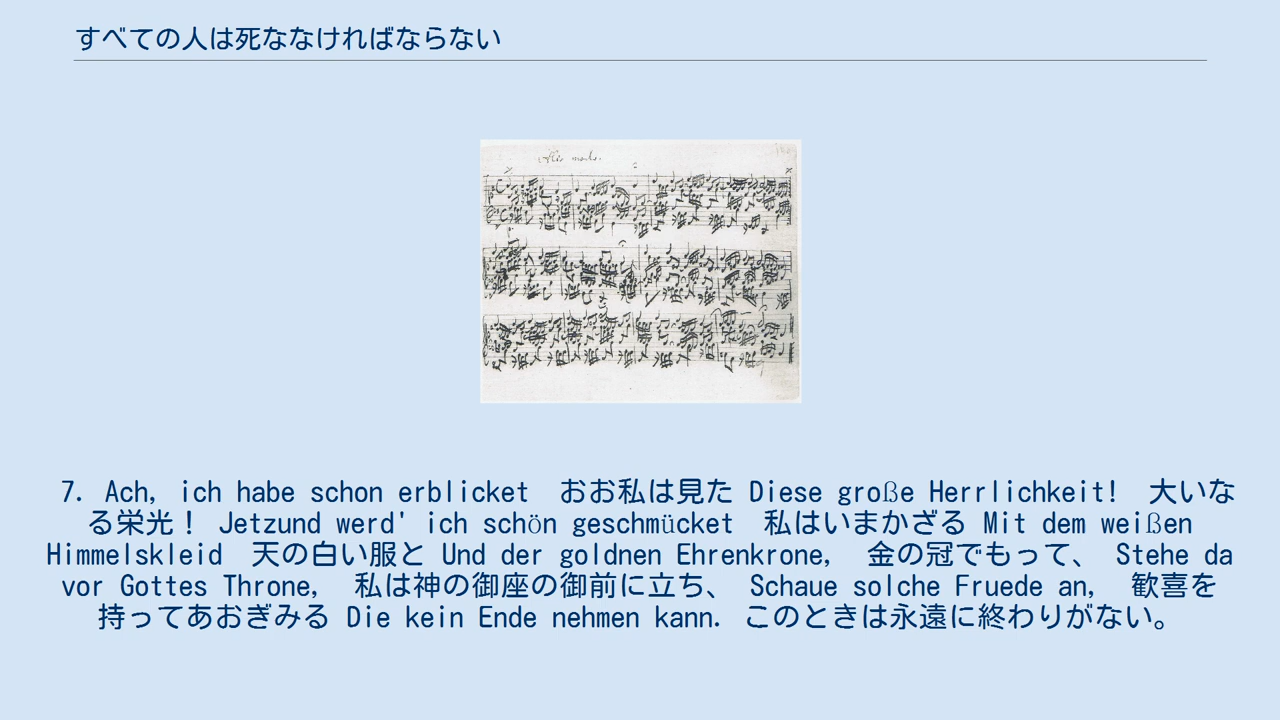 すべての人は死ななければならない
7. Ach, ich habe schon erblicket　おお私は見た Diese große Herrlichkeit!　大いな
る栄光！ Jetzund werd' ich schön geschmücket　私はいまかざる Mit dem weißen
Himmelskleid　天の白い服と Und der goldnen Ehrenkrone,　金の冠でもって、 Stehe da
vor Gottes Throne,　私は神の御座の御前に立ち、 Schaue solche Fruede an,　歓喜を
持ってあおぎみる Die kein Ende nehmen kann. このときは永遠に終わりがない。